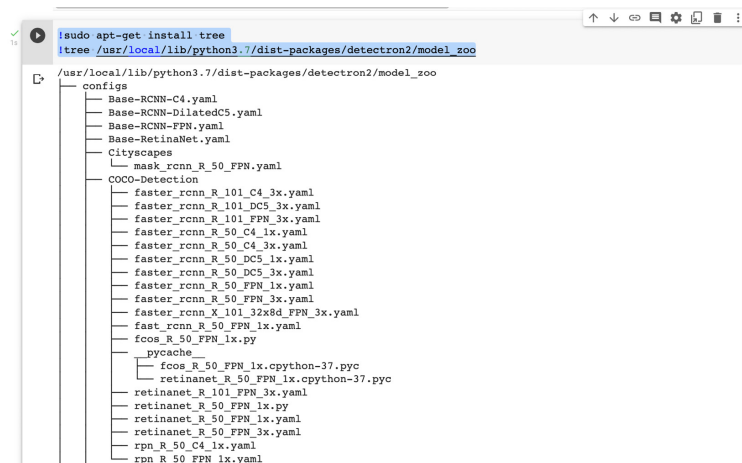 1s
!sudo apt-get install tree
!tree /usr/local/lib/python3.7/dist-packages/detectron2/model_zoo
/usr/local/lib/python3.7/dist-packages/detectron2/model_zoo
├── configs
│   ├── Base-RCNN-C4.yaml
│   ├── Base-RCNN-DilatedC5.yaml
│   ├── Base-RCNN-FPN.yaml
│   ├── Base-RetinaNet.yaml
│   ├── Cityscapes
│   │   └── mask_rcnn_R_50_FPN.yaml
│   ├── COCO-Detection
│   │   ├── faster_rcnn_R_101_C4_3x.yaml
│   │   ├── faster_rcnn_R_101_DC5_3x.yaml
│   │   ├── faster_rcnn_R_101_FPN_3x.yaml
│   │   ├── faster_rcnn_R_50_C4_1x.yaml
│   │   ├── faster_rcnn_R_50_C4_3x.yaml
│   │   ├── faster_rcnn_R_50_DC5_1x.yaml
│   │   ├── faster_rcnn_R_50_DC5_3x.yaml
│   │   ├── faster_rcnn_R_50_FPN_1x.yaml
│   │   ├── faster_rcnn_R_50_FPN_3x.yaml
│   │   ├── faster_rcnn_X_101_32x8d_FPN_3x.yaml
│   │   ├── fast_rcnn_R_50_FPN_1x.yaml
│   │   ├── fcos_R_50_FPN_1x.py
│   │   ├── __pycache__
│   │   │   ├── fcos_R_50_FPN_1x.cpython-37.pyc
│   │   │   └── retinanet_R_50_FPN_1x.cpython-37.pyc
│   │   ├── retinanet_R_101_FPN_3x.yaml
│   │   ├── retinanet_R_50_FPN_1x.py
│   │   ├── retinanet_R_50_FPN_1x.yaml
│   │   ├── retinanet_R_50_FPN_3x.yaml
│   │   ├── rpn_R_50_C4_1x.yaml
│   │   ├── rpn_R_50_FPN_1x.yaml